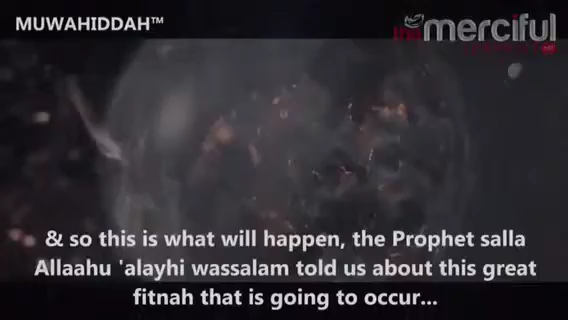 MUWAHIDDAH™
the merciful
& so this is what will happen, the Prophet salla
Allaahu 'alayhi wassalam told us about this great
fitnah that is going to occur...